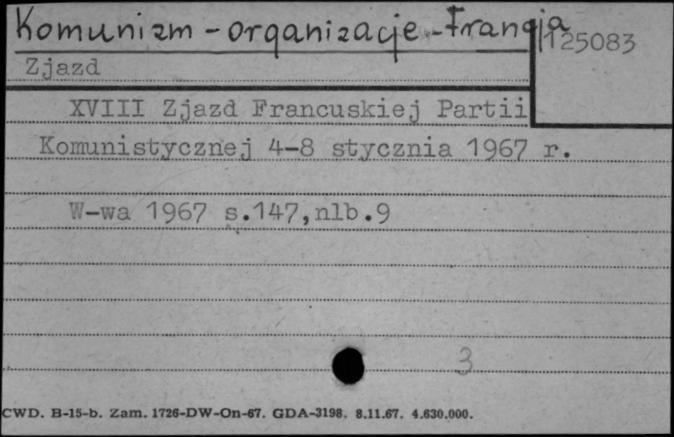 Komunizm - organizacje - Francja
125083
Zjazd
XVIII Zjazd Francuskiej Partii
Komunistycznej 4-8 stycznia 1967 r.
W-wa 1967 s.147,nlb.9
3
CWD. B-15-b. Zam. 1726-DW-On-67. GDA-3198. 8.11.67. 4.630.000.